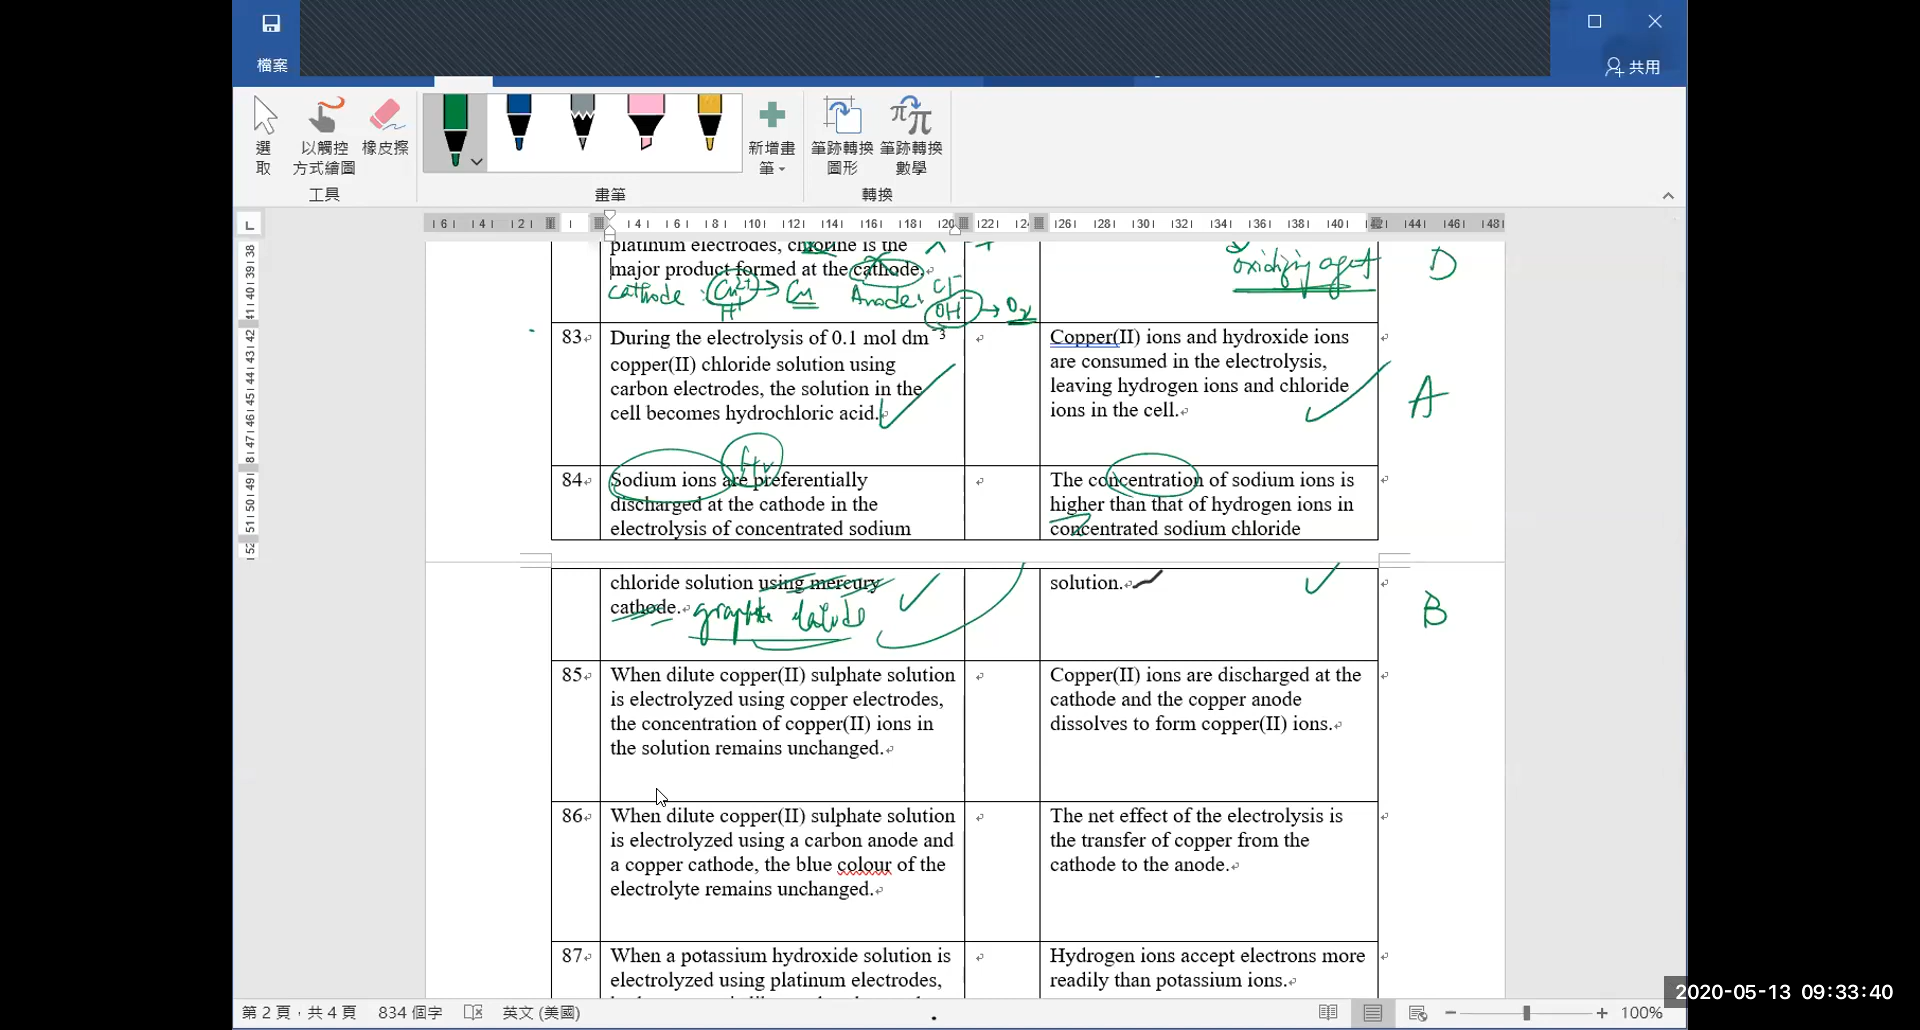 檔案
共用
選取
以觸控方式繪圖
橡皮擦
新增畫筆
筆跡轉換圖形
筆跡轉換數學
工具
畫筆
轉換
platinum electrodes, chlorine is the
major product formed at the cathode.
oxidizing agent
D
cathode : Cu2+ → Cu
H+
Anode : Cl-
OH- → O2
83
During the electrolysis of 0.1 mol dm-3
copper(II) chloride solution using
carbon electrodes, the solution in the
cell becomes hydrochloric acid.
Copper(II) ions and hydroxide ions
are consumed in the electrolysis,
leaving hydrogen ions and chloride
ions in the cell.
A
84
Sodium ions are preferentially
discharged at the cathode in the
electrolysis of concentrated sodium
The concentration of sodium ions is
higher than that of hydrogen ions in
concentrated sodium chloride
chloride solution using mercury
cathode.
solution.
B
85
When dilute copper(II) sulphate solution
is electrolyzed using copper electrodes,
the concentration of copper(II) ions in
the solution remains unchanged.
Copper(II) ions are discharged at the
cathode and the copper anode
dissolves to form copper(II) ions.
86
When dilute copper(II) sulphate solution
is electrolyzed using a carbon anode and
a copper cathode, the blue colour of the
electrolyte remains unchanged.
The net effect of the electrolysis is
the transfer of copper from the
cathode to the anode.
87
When a potassium hydroxide solution is
electrolyzed using platinum electrodes,
Hydrogen ions accept electrons more
readily than potassium ions.
第 2 頁，共 4 頁 834 個字 英文 (美國) 100%
2020-05-13 09:33:40